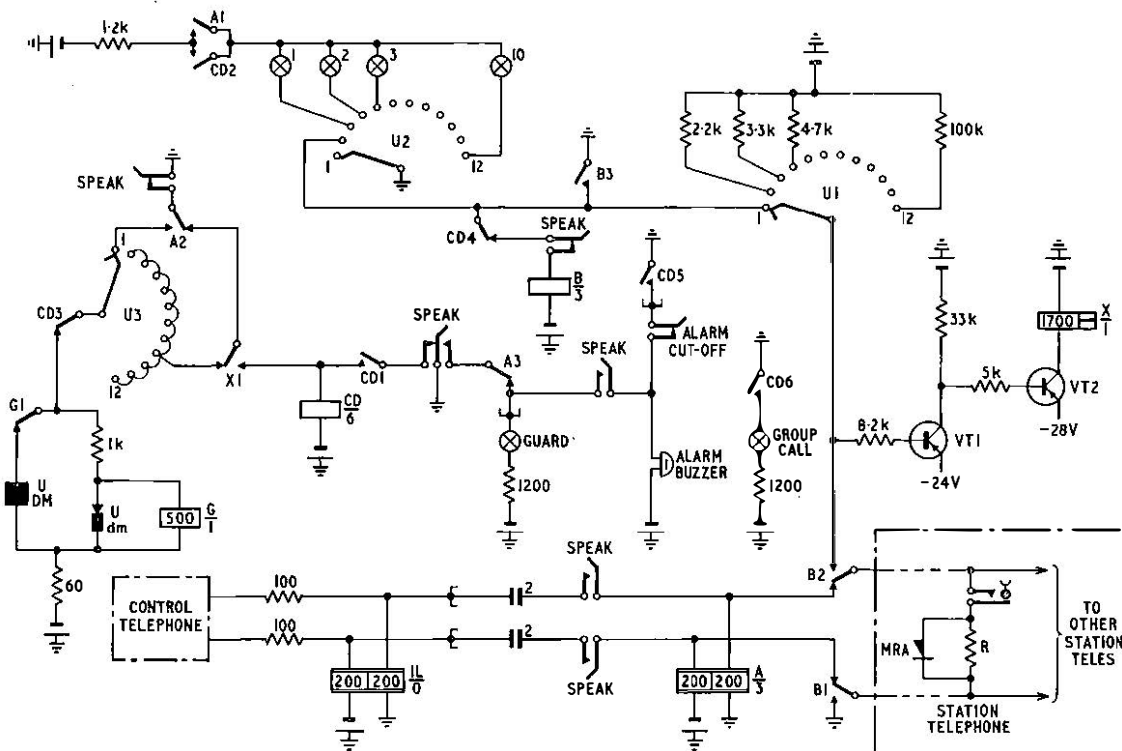 1·2k
A1
CD2
1
2
3
10
U2
1
12
2·2k
3·3k
4·7k
100k
U1
1
12
SPEAK
A2
B3
SPEAK
CD4
B
3
CD5
ALARM
CUT-OFF
1
U3
12
CD3
X1
CD1
SPEAK
A3
SPEAK
CD
6
GUARD
1200
ALARM
BUZZER
CD6
GROUP
CALL
1200
33k
5k
8·2k
VT1
-24V
1700
X
1
VT2
-28V
G1
1k
U
DM
U
dm
500
G
1
60
CONTROL
TELEPHONE
100
100
2
2
SPEAK
SPEAK
200
200
IL
0
200
200
A
3
B2
B1
MRA
R
STATION
TELEPHONE
TO
OTHER
STATION
TELES